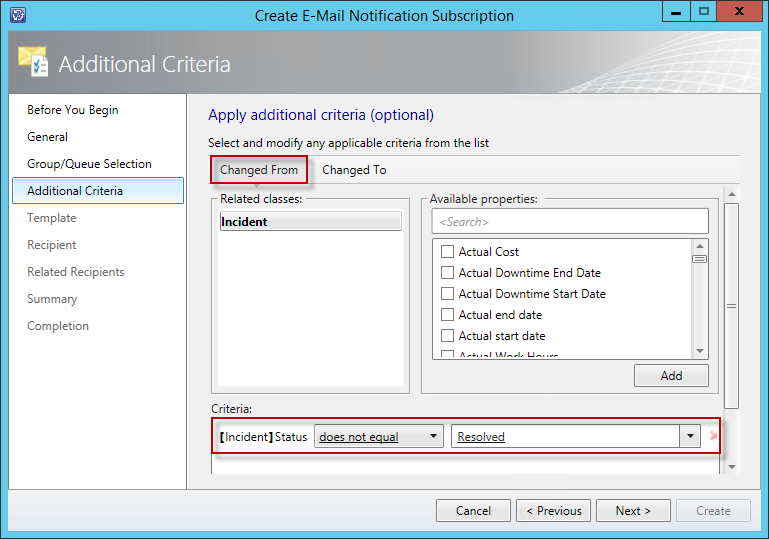 Create E-Mail Notification Subscription
Additional Criteria
Before You Begin
General
Group/Queue Selection
Additional Criteria
Template
Recipient
Related Recipients
Summary
Completion
Apply additional criteria (optional)
Select and modify any applicable criteria from the list
Changed From Changed To
Related classes:
Incident
Available properties:
<Search>
Actual Cost
Actual Downtime End Date
Actual Downtime Start Date
Actual end date
Actual start date
Actual Work Hours
Add
Criteria:
[Incident]Status does not equal Resolved
Cancel < Previous Next > Create